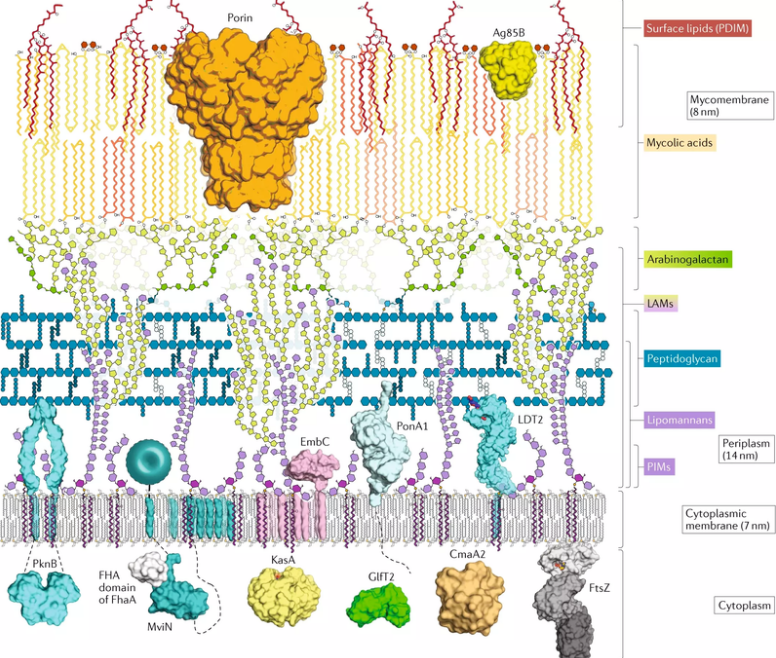 Porin
Ag85B
Surface lipids (PDIM)
Mycomembrane
(8 nm)
Mycolic acids
Arabinogalactan
LAMs
Peptidoglycan
Lipomannans
Periplasm
(14 nm)
PIMs
PonA1
LDT2
EmbC
Cytoplasmic
membrane (7 nm)
PknB
FHA
domain
of FhaA
MviN
KasA
GlfT2
CmaA2
FtsZ
Cytoplasm